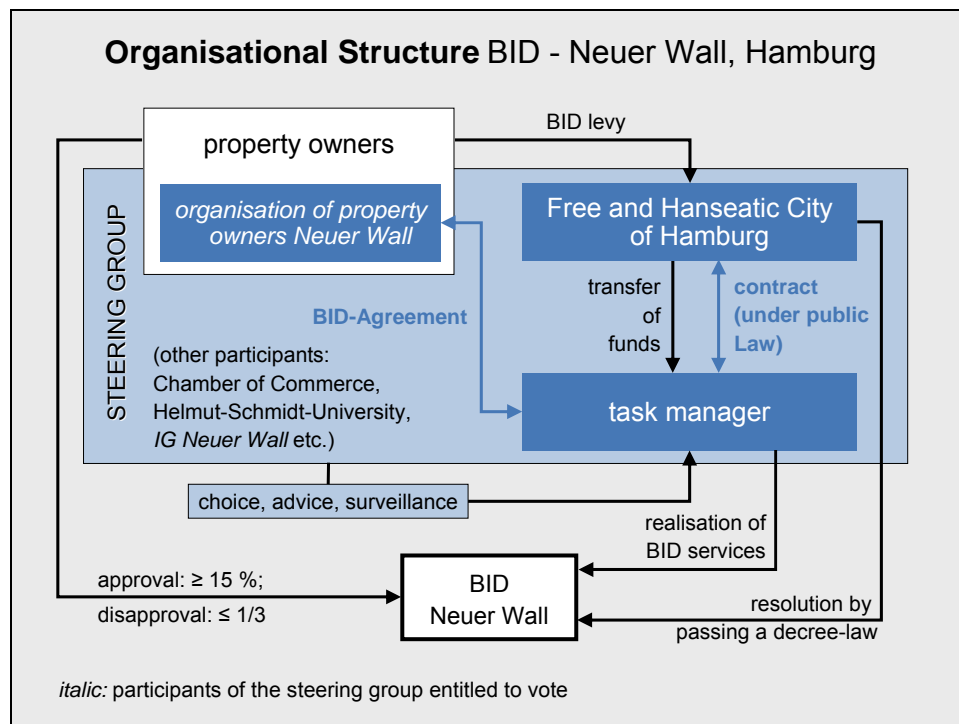 Organisational Structure BID - Neuer Wall, Hamburg
BID levy
property owners
organisation of property
owners Neuer Wall
Free and Hanseatic City
of Hamburg
STEERING GROUP
BID-Agreement
transfer
of
funds
contract
(under public
Law)
(other participants:
Chamber of Commerce,
Helmut-Schmidt-University,
IG Neuer Wall etc.)
task manager
choice, advice, surveillance
realisation of
BID services
approval: ≥ 15 %;
disapproval: ≤ 1/3
BID
Neuer Wall
resolution by
passing a decree-law
italic: participants of the steering group entitled to vote